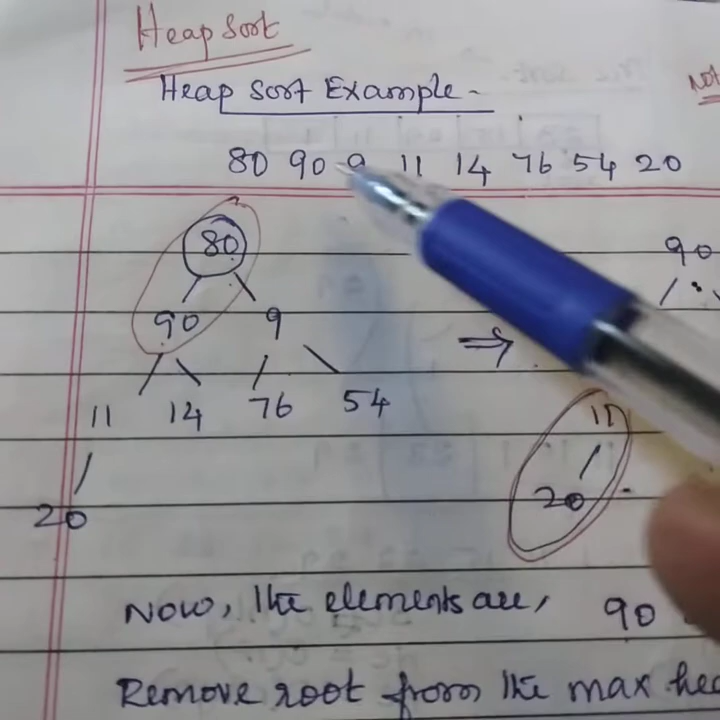 Heap Sort
Heap Sort Example -
80 90 9 11 14 76 54 20
80
90
90 9
11 14 76 54
11
20
20
Now, the elements are, 90
Remove root from the max